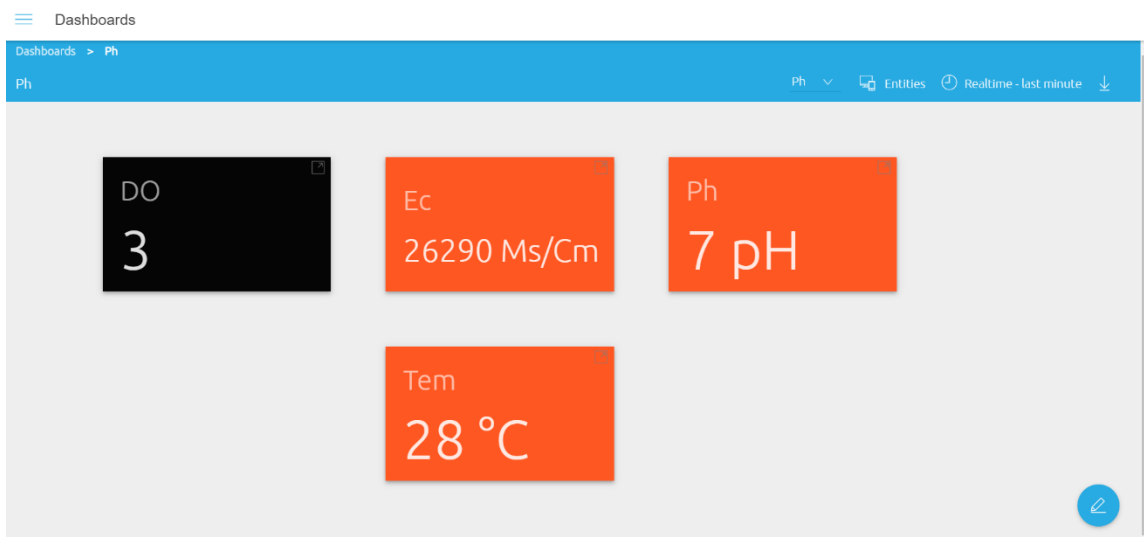 Dashboards
Dashboards > Ph
Ph
Ph Entities Realtime - last minute
DO
3
Ec
26290 Ms/Cm
Ph
7 pH
Tem
28 °C